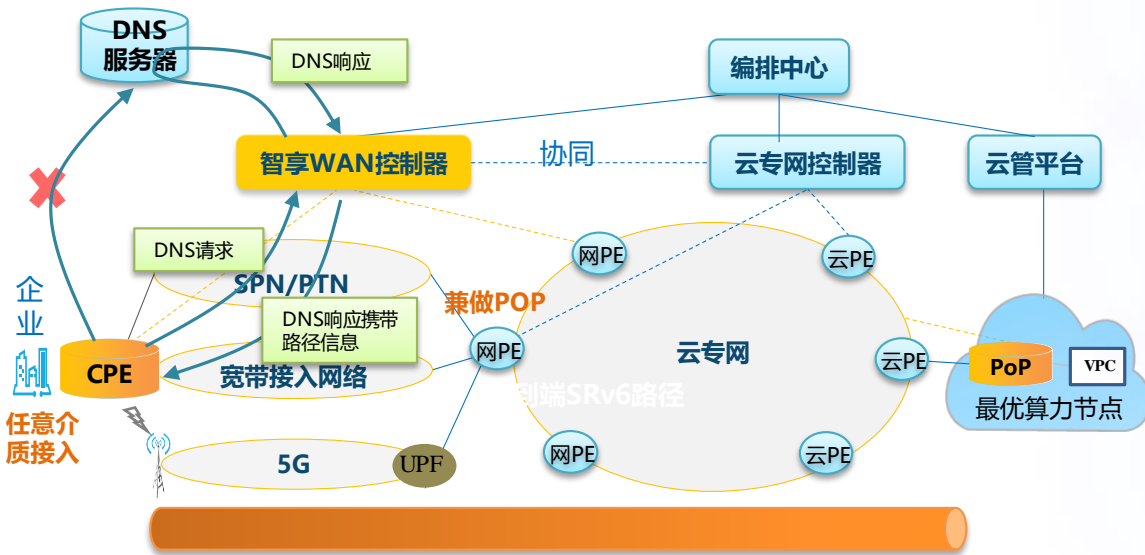 DNS
服务器
DNS响应
编排中心
智享WAN控制器
协同
云专网控制器
云管平台
DNS请求
SPN/PTN
网PE
云PE
企
业
兼做POP
DNS响应携带
路径信息
CPE
宽带接入网络
网PE
云专网
云PE
PoP
VPC
到端SRv6路径
最优算力节点
任意介
质接入
5G
UPF
网PE
云PE